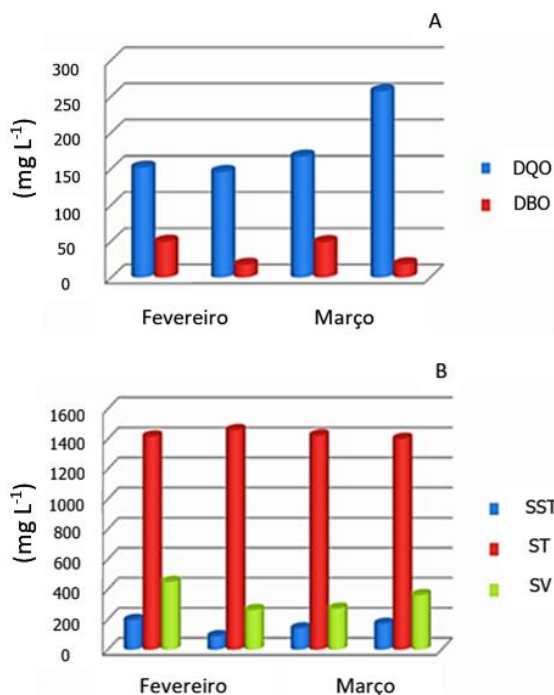 A
300
250
200
150
100
50
0
(mg L⁻¹)
Fevereiro Março
DQO
DBO
B
1600
1400
1200
1000
800
600
400
200
0
(mg L⁻¹)
Fevereiro Março
SST
ST
SV